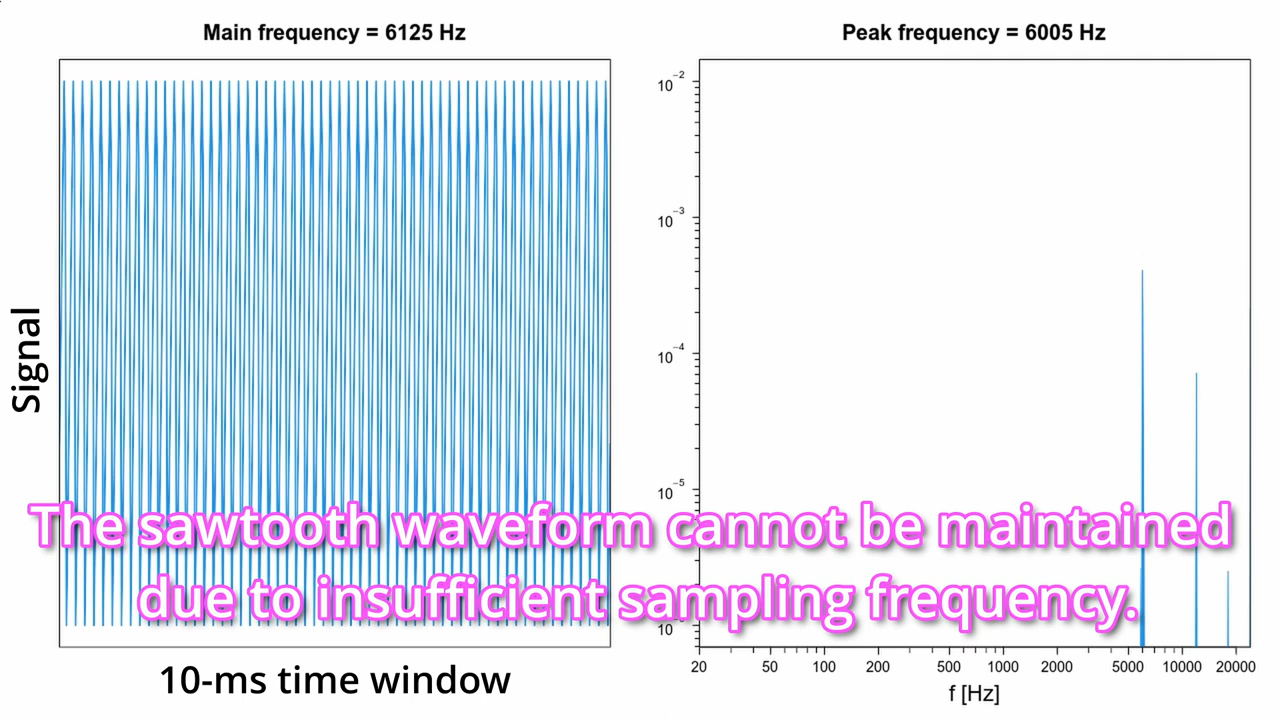 Main frequency = 6125 Hz
Peak frequency = 6005 Hz
10⁻²
10⁻³
10⁻⁴
10⁻⁵
Signal
The sawtooth waveform cannot be maintained
due to insufficient sampling frequency.
20 50 100 200 500 1000 2000 5000 10000 20000
10-ms time window
f [Hz]